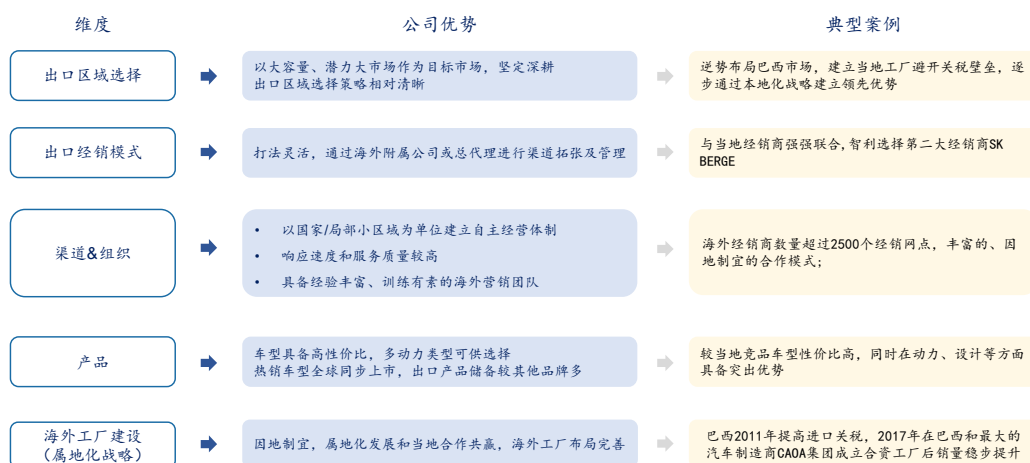 维度
公司优势
典型案例
出口区域选择
以大容量、潜力大市场作为目标市场，坚定深耕
出口区域选择策略相对清晰
逆势布局巴西市场，建立当地工厂避开关税壁垒，逐
步通过本地化战略建立领先优势
出口经销模式
打法灵活，通过海外附属公司或总代理进行渠道拓张及管理
与当地经销商强强联合,智利选择第二大经销商SK
BERGE
渠道&组织
• 以国家/局部小区域为单位建立自主经营体制
• 响应速度和服务质量较高
• 具备经验丰富、训练有素的海外营销团队
海外经销商数量超过2500个经销网点，丰富的、因
地制宜的合作模式；
产品
车型具备高性价比，多动力类型可供选择
热销车型全球同步上市，出口产品储备较其他品牌多
较当地竞品车型性价比高，同时在动力、设计等方面
具备突出优势
海外工厂建设
（属地化战略）
因地制宜，属地化发展和当地合作共赢，海外工厂布局完善
巴西2011年提高进口关税，2017年在巴西和最大的
汽车制造商CAOA集团成立合资工厂后销量稳步提升